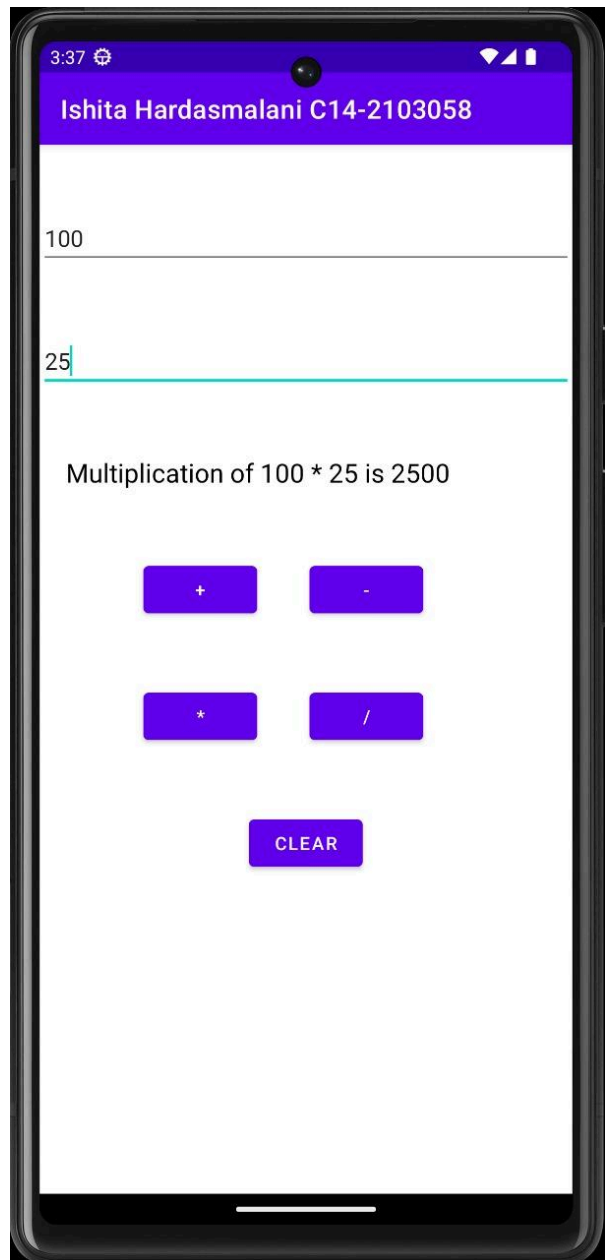 3:37
Ishita Hardasmalani C14-2103058
100
25
Multiplication of 100 * 25 is 2500
+ -
* /
CLEAR